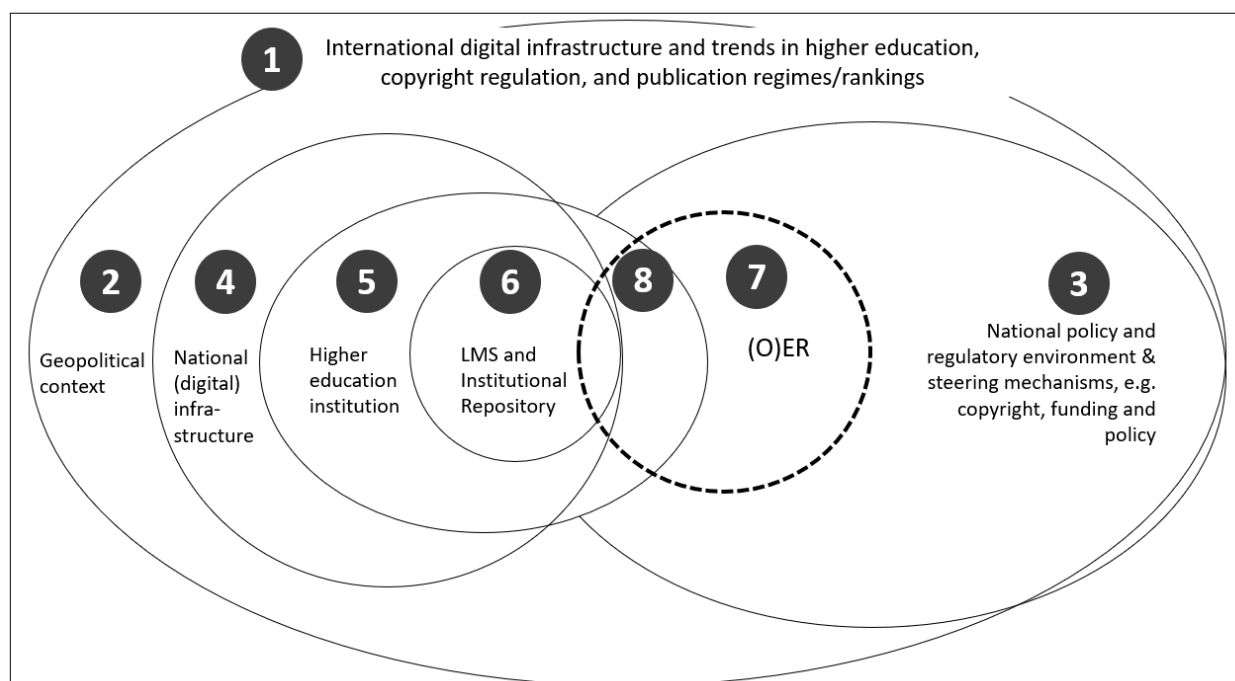 1
International digital infrastructure and trends in higher education,
copyright regulation, and publication regimes/rankings
2
Geopolitical
context
4
National
(digital)
infra-
structure
5
Higher
education
institution
6
LMS and
Institutional
Repository
8
7
(O)ER
3
National policy and
regulatory environment &
steering mechanisms, e.g.
copyright, funding and
policy